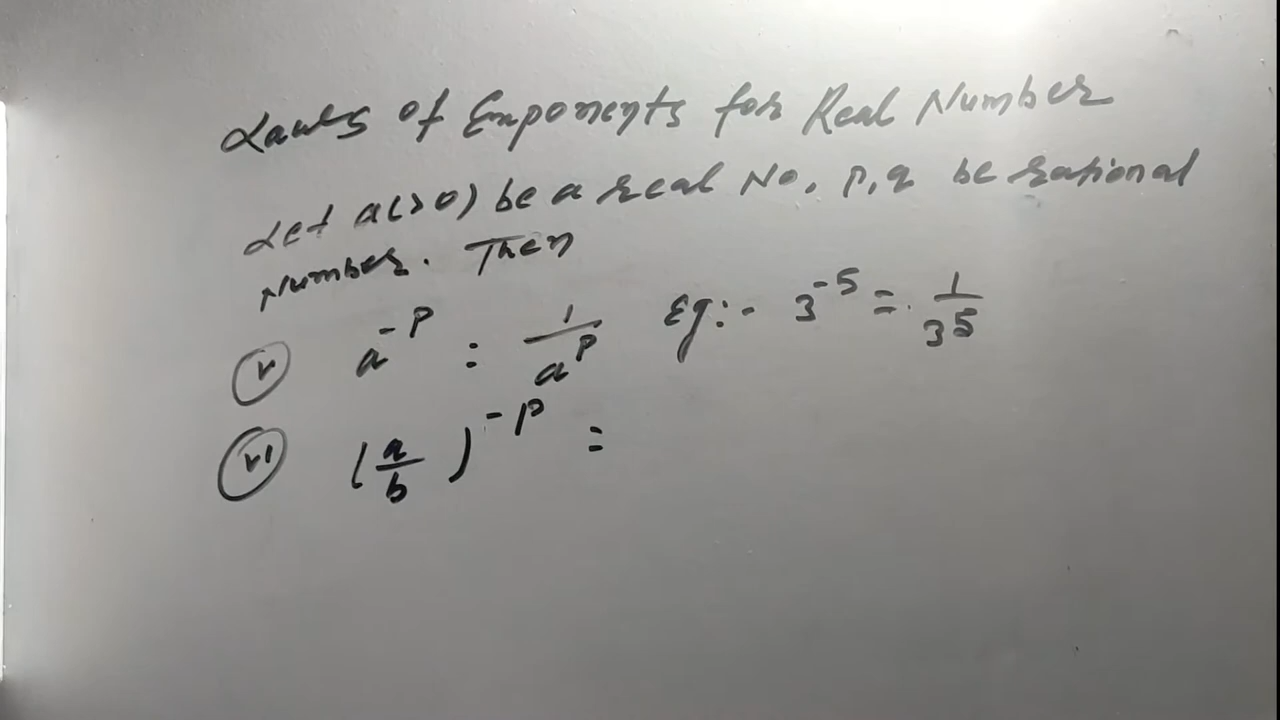 Laws of Exponents for Real Number
Let a(>0) be a real No. p,q be rational
Number. Then
(v) a^-p = 1/a^p Eg:- 3^-5 = 1/3^5
(vi) (a/b)^-p =